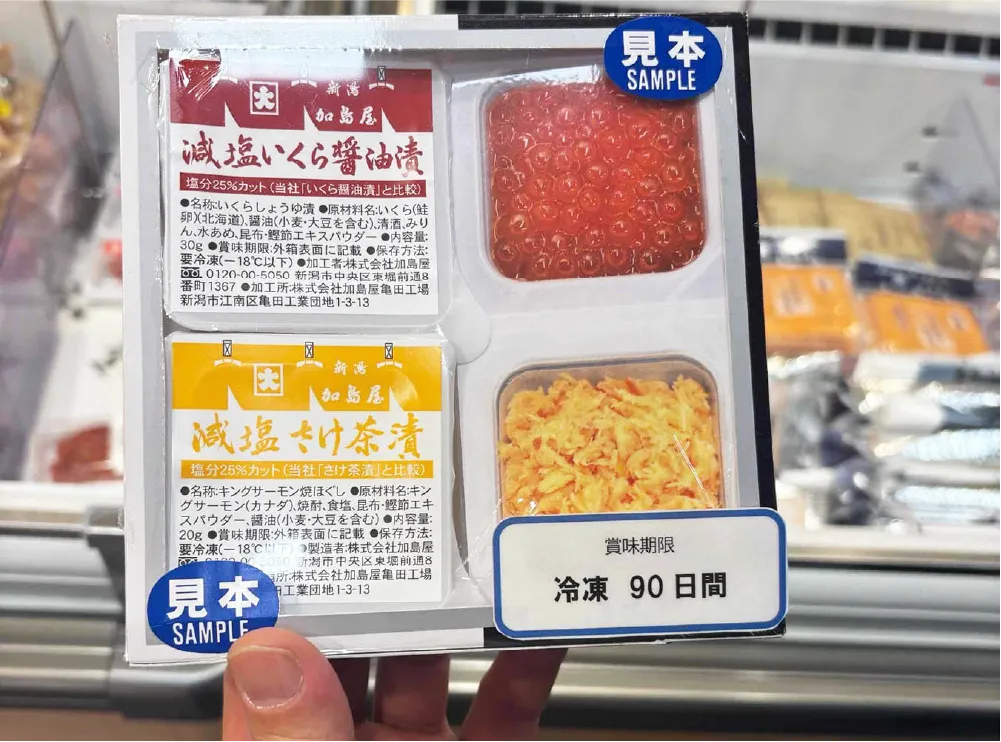 見本
SAMPLE
大
新潟
加島屋
減塩いくら醤油漬
塩分25%カット(当社「いくら醤油漬」と比較)
●名称:いくらしょうゆ漬 ●原材料名:いくら(鮭
卵)(北海道)、醤油(小麦・大豆を含む)、清酒、みり
ん、水あめ、昆布・鰹節エキスパウダー ●内容量:
30g ●賞味期限:外箱表面に記載 ●保存方法:
要冷凍(−18℃以下) ●加工者:株式会社加島屋
0120-00-5050 新潟市中央区東堀前通8
番町1367 ●加工所:株式会社加島屋亀田工場
新潟市江南区亀田工業団地1-3-13
大
新潟
加島屋
減塩 さけ茶漬
塩分25%カット(当社「さけ茶漬」と比較)
●名称:キングサーモン焼ほぐし ●原材料名:キン
グサーモン(カナダ)、焼酎、食塩、昆布・鰹節エキ
スパウダー、醤油(小麦・大豆を含む) ●内容量:
20g ●賞味期限:外箱表面に記載 ●保存方法:
要冷凍(−18℃以下) ●製造者:株式会社加島屋
新潟市中央区東堀前通8
所:株式会社加島屋亀田工場
工業団地1-3-13
見本
SAMPLE
賞味期限
冷凍 90日間